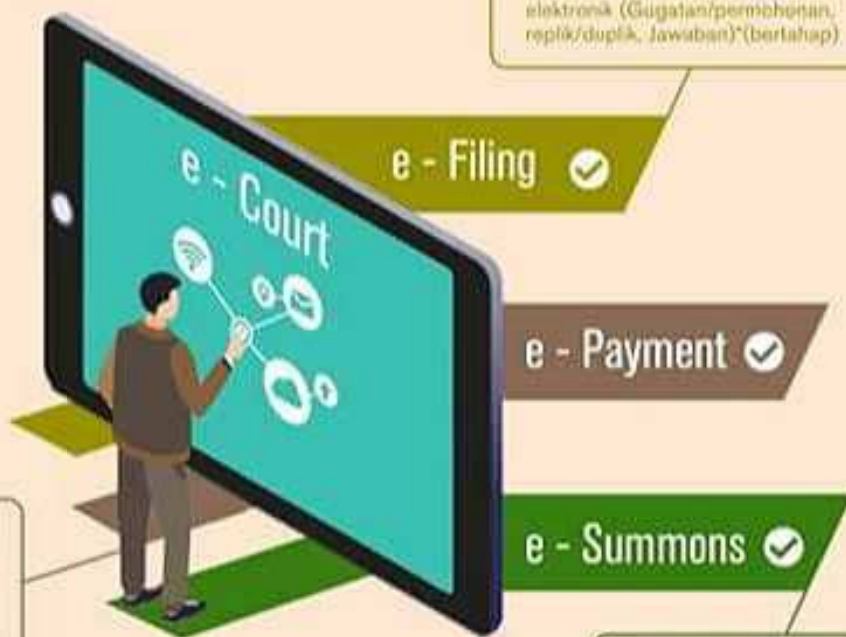 elektronik (Gugatan/permohonan,
replik/duplik, Jawaban)*(bertahap)
e - Filing
e - Court
e - Payment
e - Summons